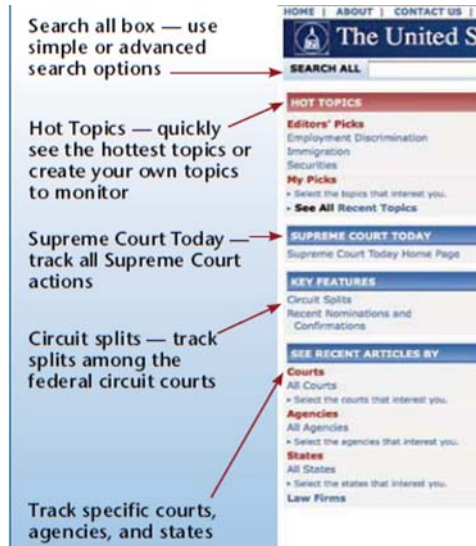 Search all box — use
simple or advanced
search options
Hot Topics — quickly
see the hottest topics or
create your own topics
to monitor
Supreme Court Today —
track all Supreme Court
actions
Circuit splits — track
splits among the
federal circuit courts
Track specific courts,
agencies, and states
HOME | ABOUT | CONTACT US |
The United S
SEARCH ALL
HOT TOPICS
Editors' Picks
Employment Discrimination
Immigration
Securities
My Picks
▸ Select the topics that interest you.
▸ See All Recent Topics
SUPREME COURT TODAY
Supreme Court Today Home Page
KEY FEATURES
Circuit Splits
Recent Nominations and
Confirmations
SEE RECENT ARTICLES BY
Courts
All Courts
▸ Select the courts that interest you.
Agencies
All Agencies
▸ Select the agencies that interest you.
States
All States
▸ Select the states that interest you.
Law Firms